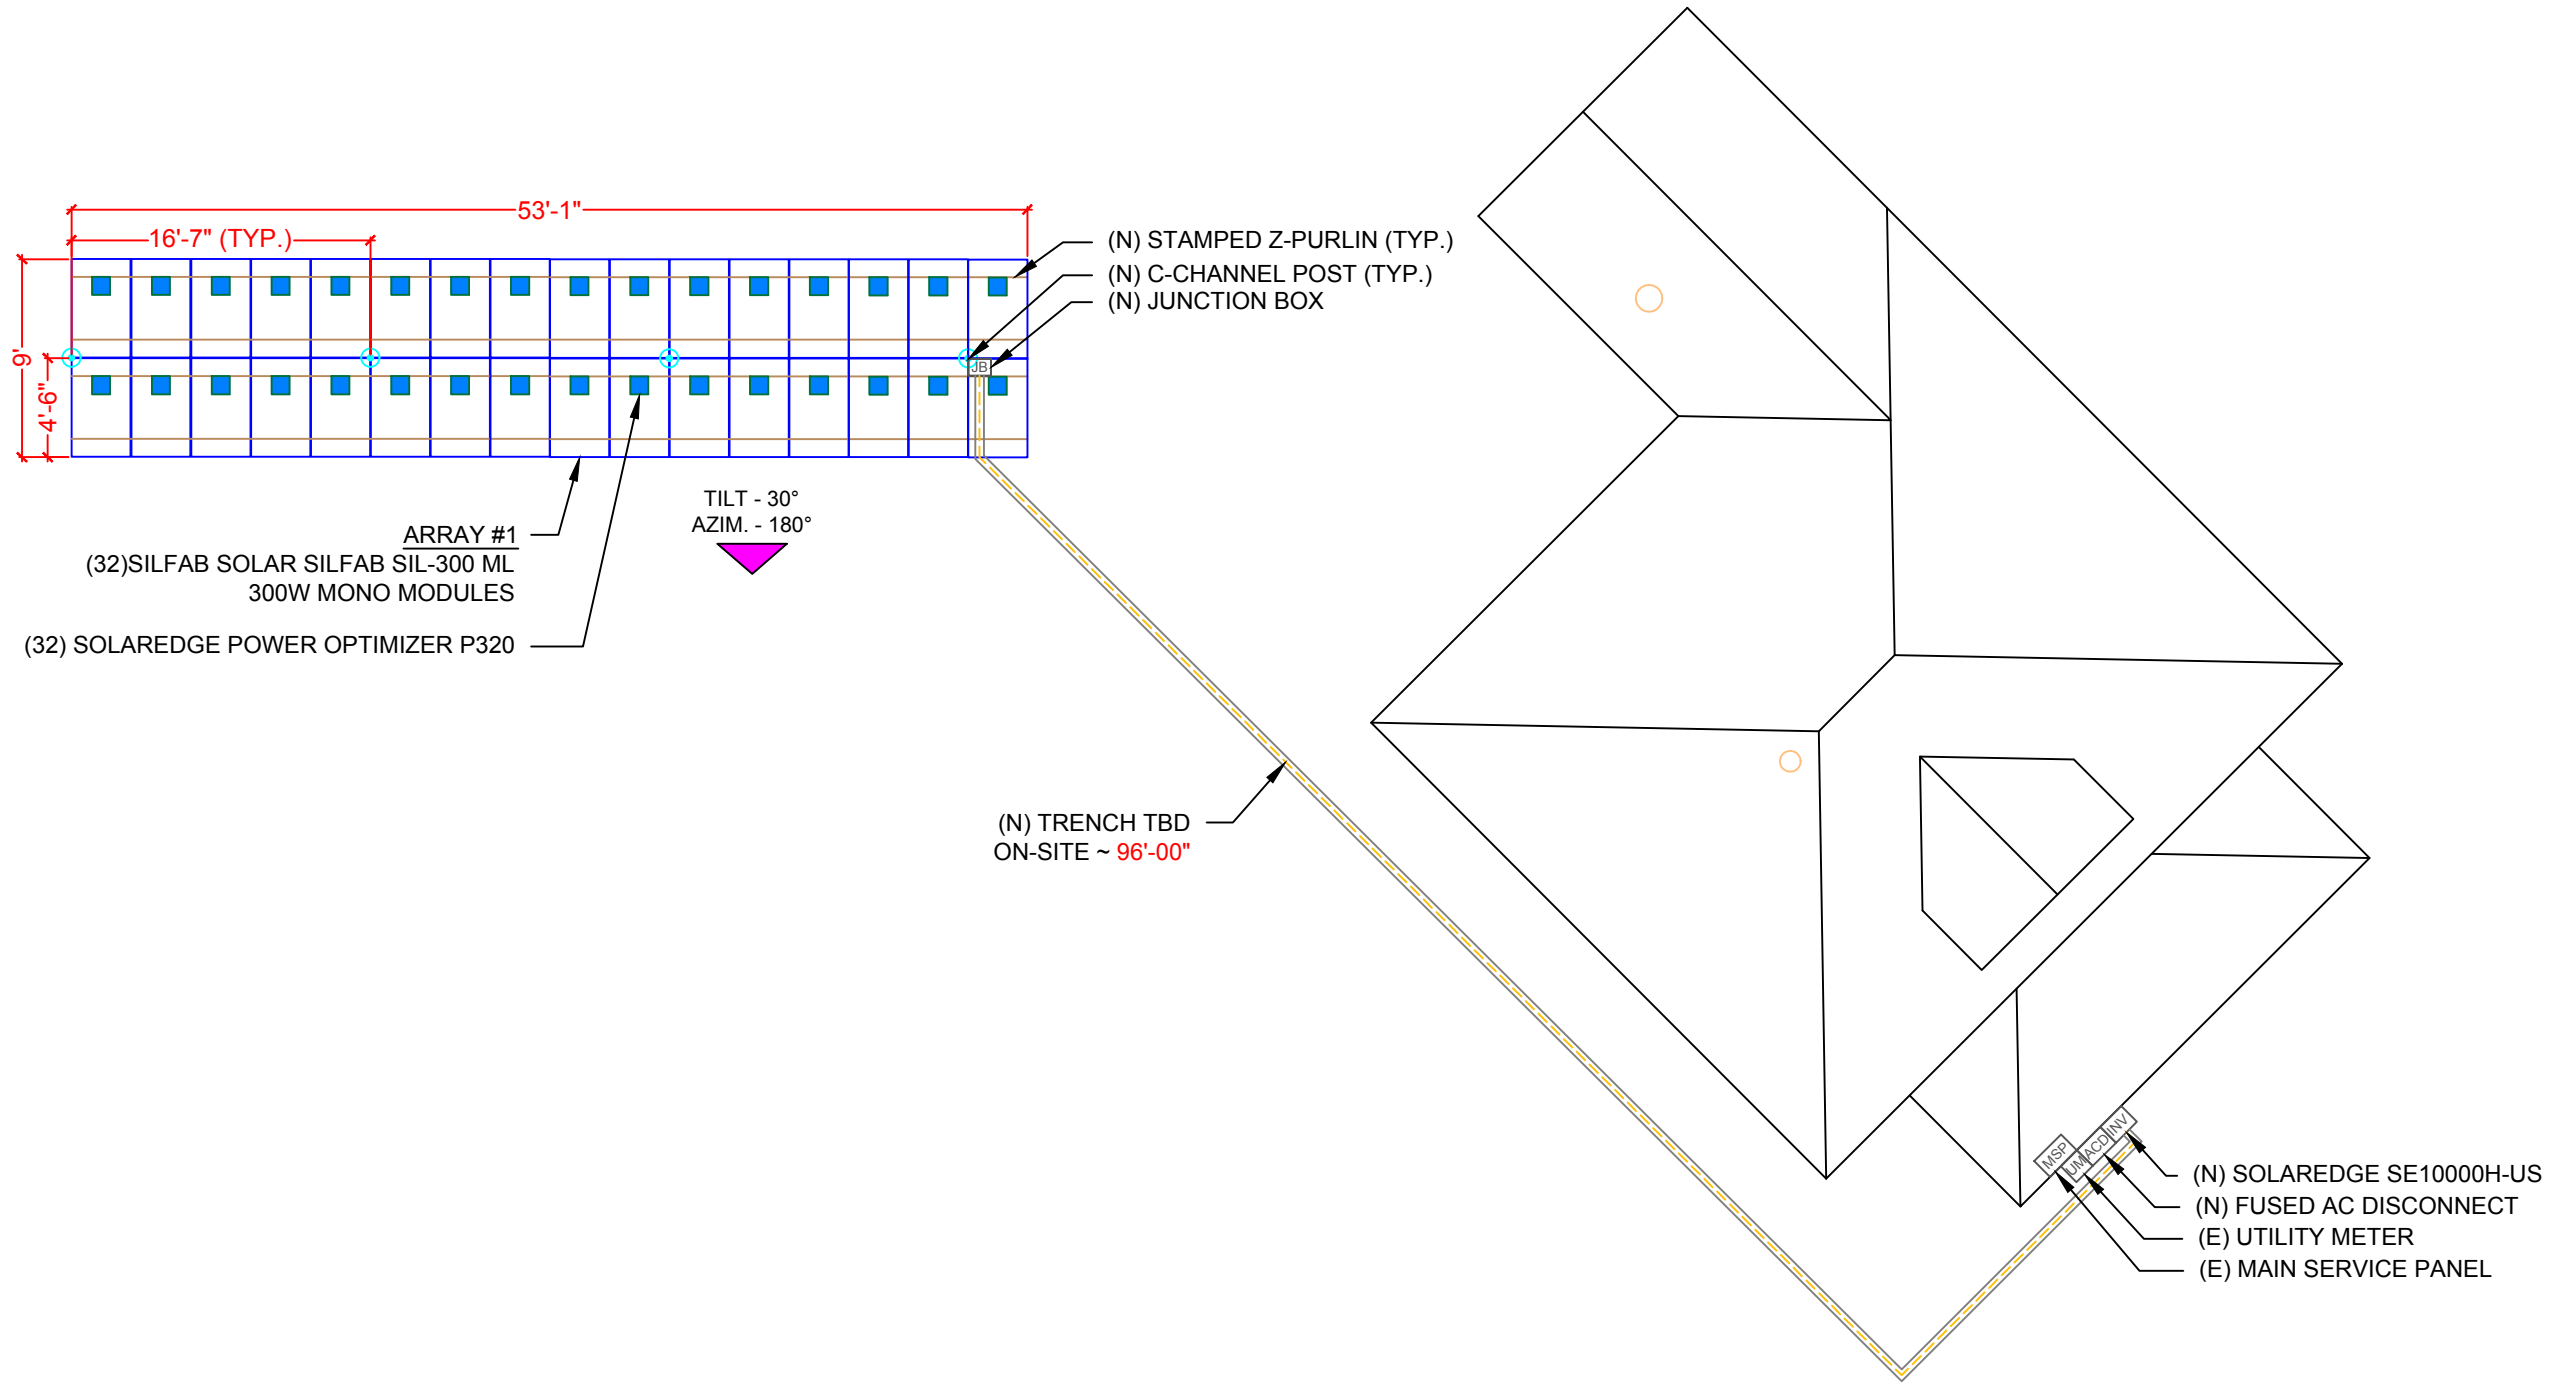 53'-1"
16'-7" (TYP.)
9'
4'-6"
(N) STAMPED Z-PURLIN (TYP.)
(N) C-CHANNEL POST (TYP.)
(N) JUNCTION BOX
JB
TILT - 30°
AZIM. - 180°
ARRAY #1
(32)SILFAB SOLAR SILFAB SIL-300 ML
300W MONO MODULES
(32) SOLAREDGE POWER OPTIMIZER P320
(N) TRENCH TBD
ON-SITE ~ 96'-00"
MSP
UM
ACD
INV
(N) SOLAREDGE SE10000H-US
(N) FUSED AC DISCONNECT
(E) UTILITY METER
(E) MAIN SERVICE PANEL